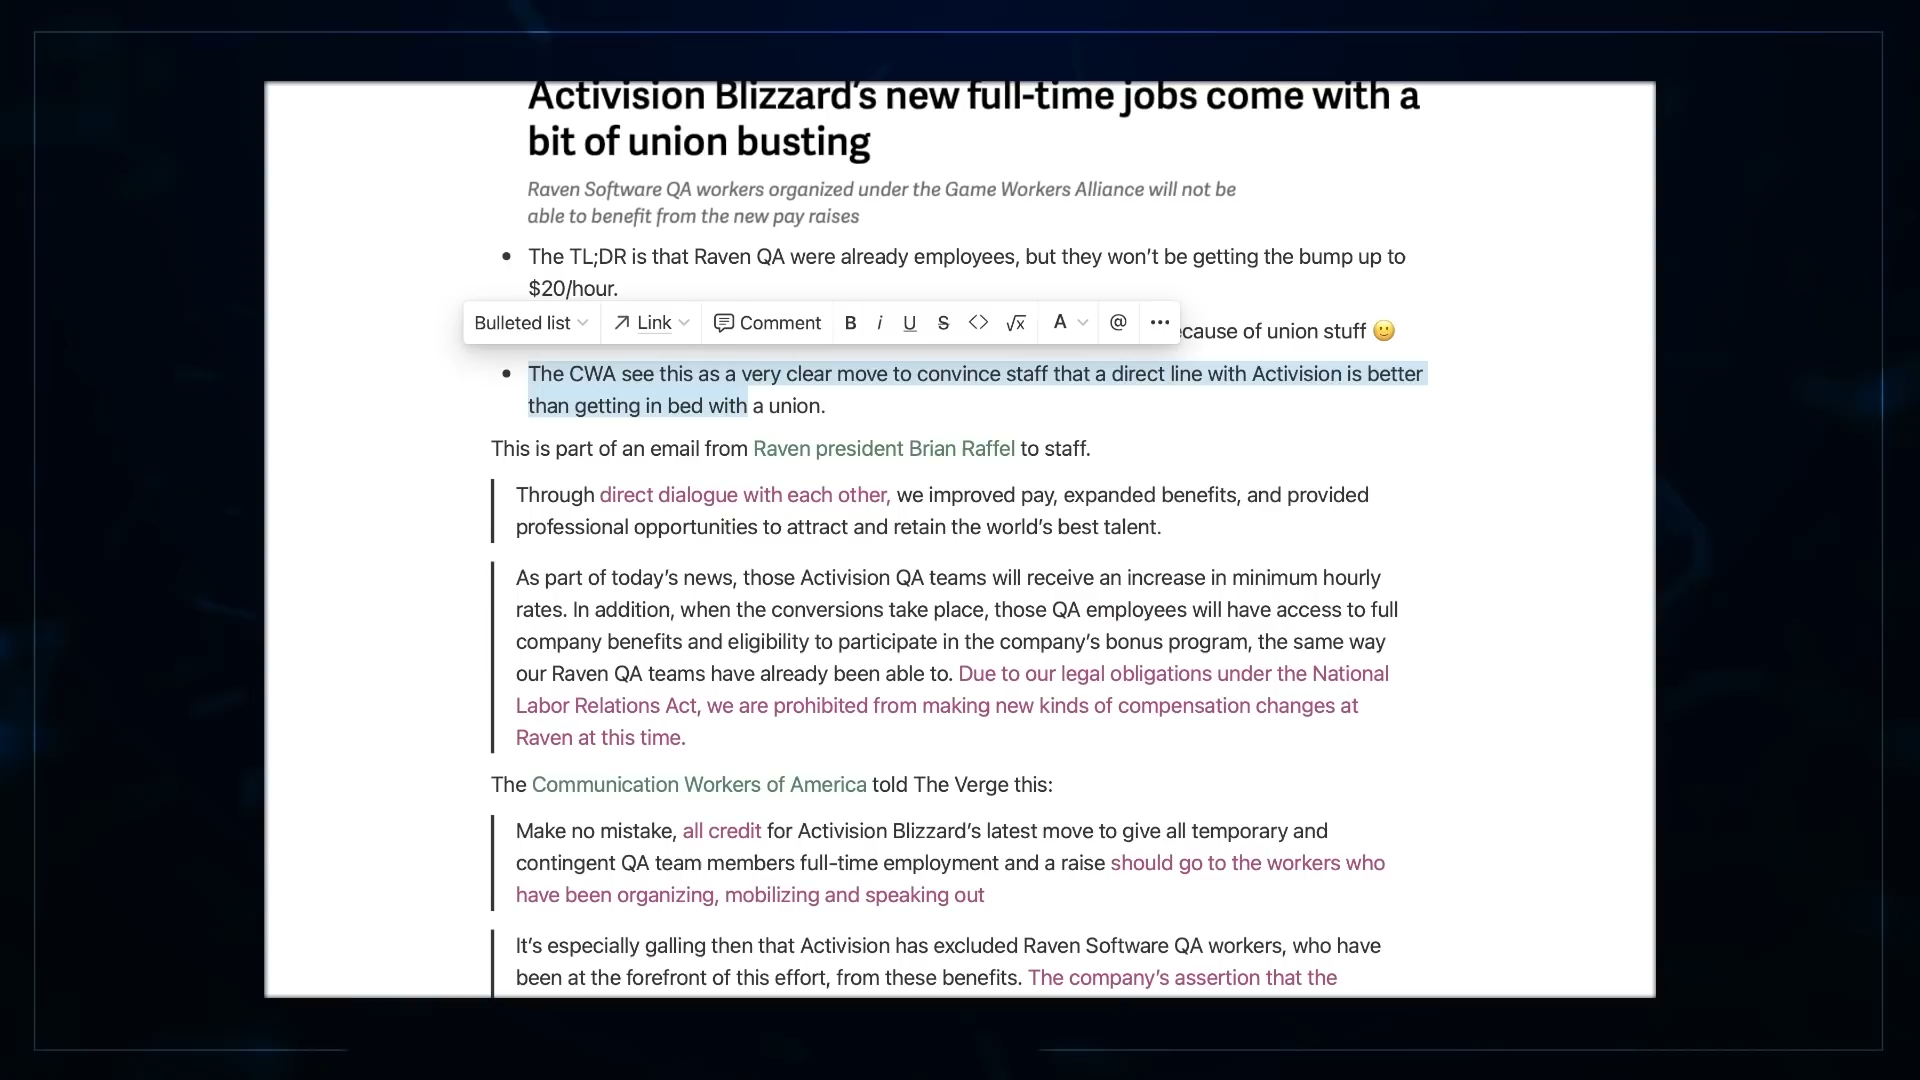 Activision Blizzard's new full-time jobs come with a
bit of union busting
Raven Software QA workers organized under the Game Workers Alliance will not be
able to benefit from the new pay raises
• The TL;DR is that Raven QA were already employees, but they won't be getting the bump up to
$20/hour.
Bulleted list Link Comment B i U S <> √x A @ •••
cause of union stuff 🙂
• The CWA see this as a very clear move to convince staff that a direct line with Activision is better
than getting in bed with a union.
This is part of an email from Raven president Brian Raffel to staff.
Through direct dialogue with each other, we improved pay, expanded benefits, and provided
professional opportunities to attract and retain the world's best talent.
As part of today's news, those Activision QA teams will receive an increase in minimum hourly
rates. In addition, when the conversions take place, those QA employees will have access to full
company benefits and eligibility to participate in the company's bonus program, the same way
our Raven QA teams have already been able to. Due to our legal obligations under the National
Labor Relations Act, we are prohibited from making new kinds of compensation changes at
Raven at this time.
The Communication Workers of America told The Verge this:
Make no mistake, all credit for Activision Blizzard's latest move to give all temporary and
contingent QA team members full-time employment and a raise should go to the workers who
have been organizing, mobilizing and speaking out
It's especially galling then that Activision has excluded Raven Software QA workers, who have
been at the forefront of this effort, from these benefits. The company's assertion that the